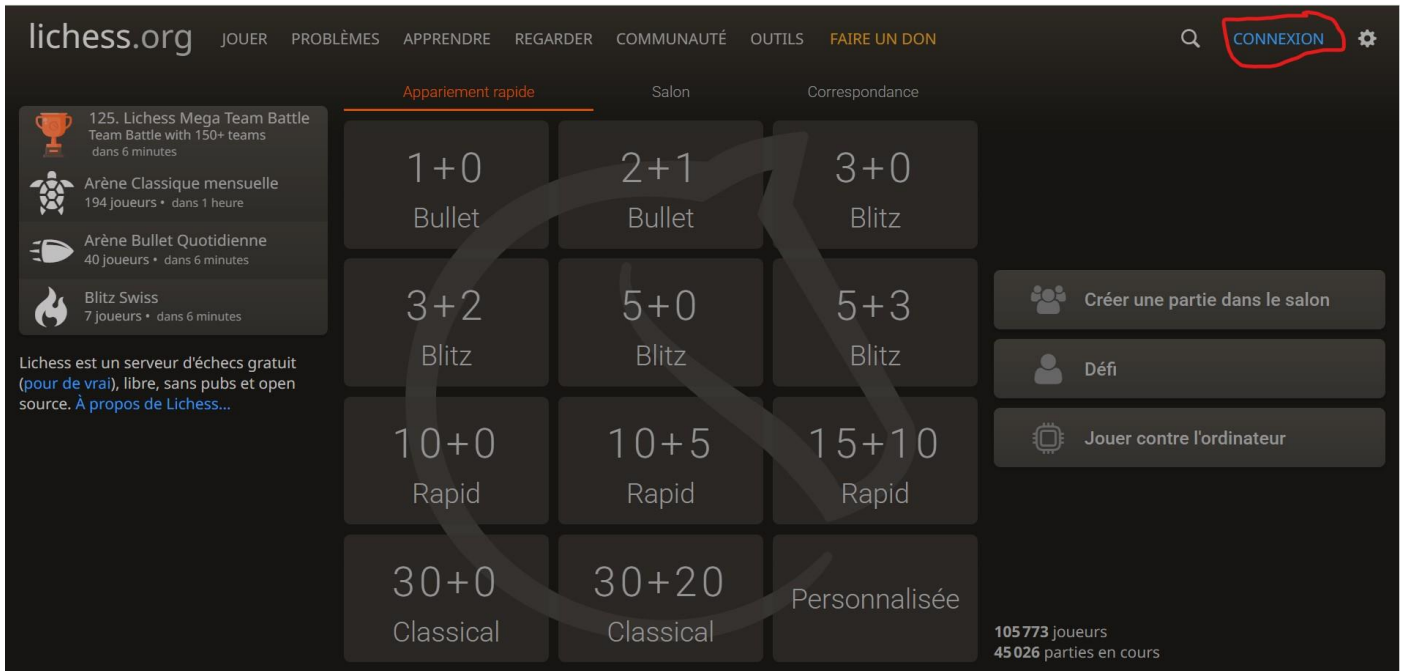 lichess.org JOUER PROBLÈMES APPRENDRE REGARDER COMMUNAUTÉ OUTILS FAIRE UN DON CONNEXION
Appariement rapide Salon Correspondance
125. Lichess Mega Team Battle
Team Battle with 150+ teams
dans 6 minutes
Arène Classique mensuelle
194 joueurs • dans 1 heure
Arène Bullet Quotidienne
40 joueurs • dans 6 minutes
Blitz Swiss
7 joueurs • dans 6 minutes
Lichess est un serveur d'échecs gratuit
(pour de vrai), libre, sans pubs et open
source. À propos de Lichess...
1+0 2+1 3+0
Bullet Bullet Blitz
3+2 5+0 5+3
Blitz Blitz Blitz
10+0 10+5 15+10
Rapid Rapid Rapid
30+0 30+20 Personnalisée
Classical Classical
Créer une partie dans le salon
Défi
Jouer contre l'ordinateur
105 773 joueurs
45 026 parties en cours